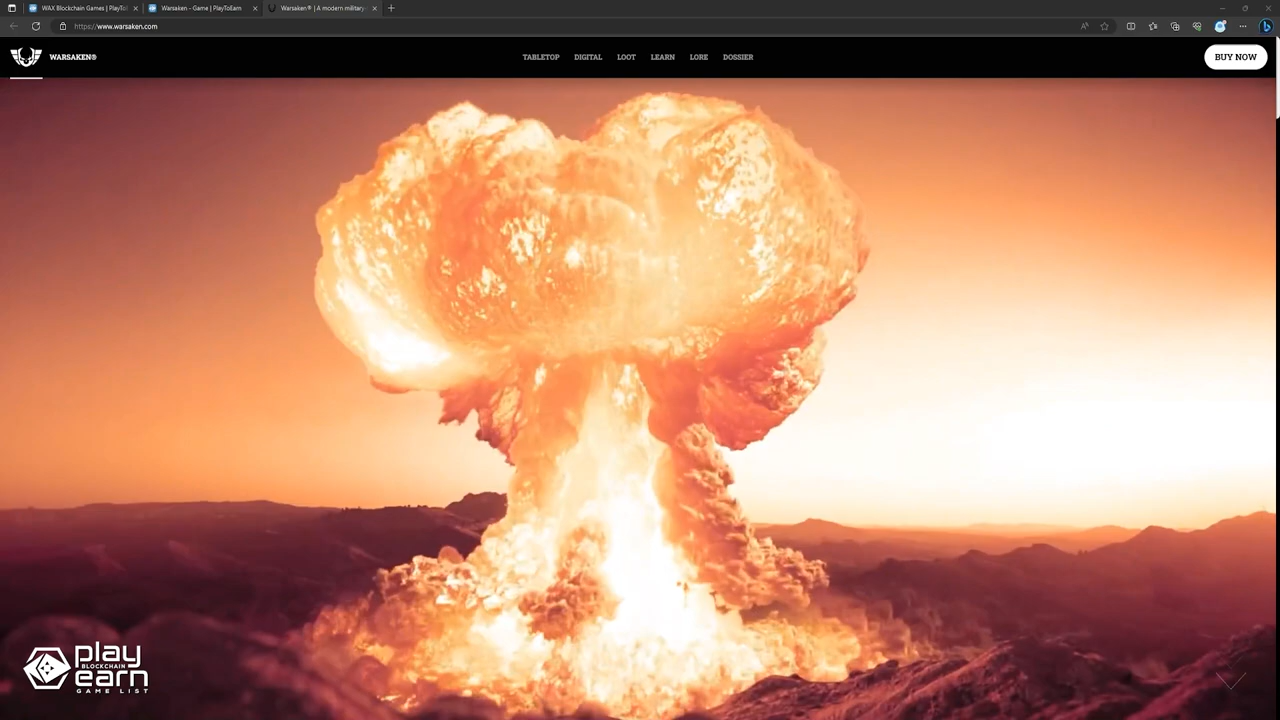 WAX Blockchain Games | PlayTo
Warsaken - Game | PlayToEarn
Warsaken® | A modern military-
https://www.warsaken.com
WARSAKEN®
TABLETOP
DIGITAL
LOOT
LEARN
LORE
DOSSIER
BUY NOW
play
BLOCKCHAIN
earn
GAME LIST